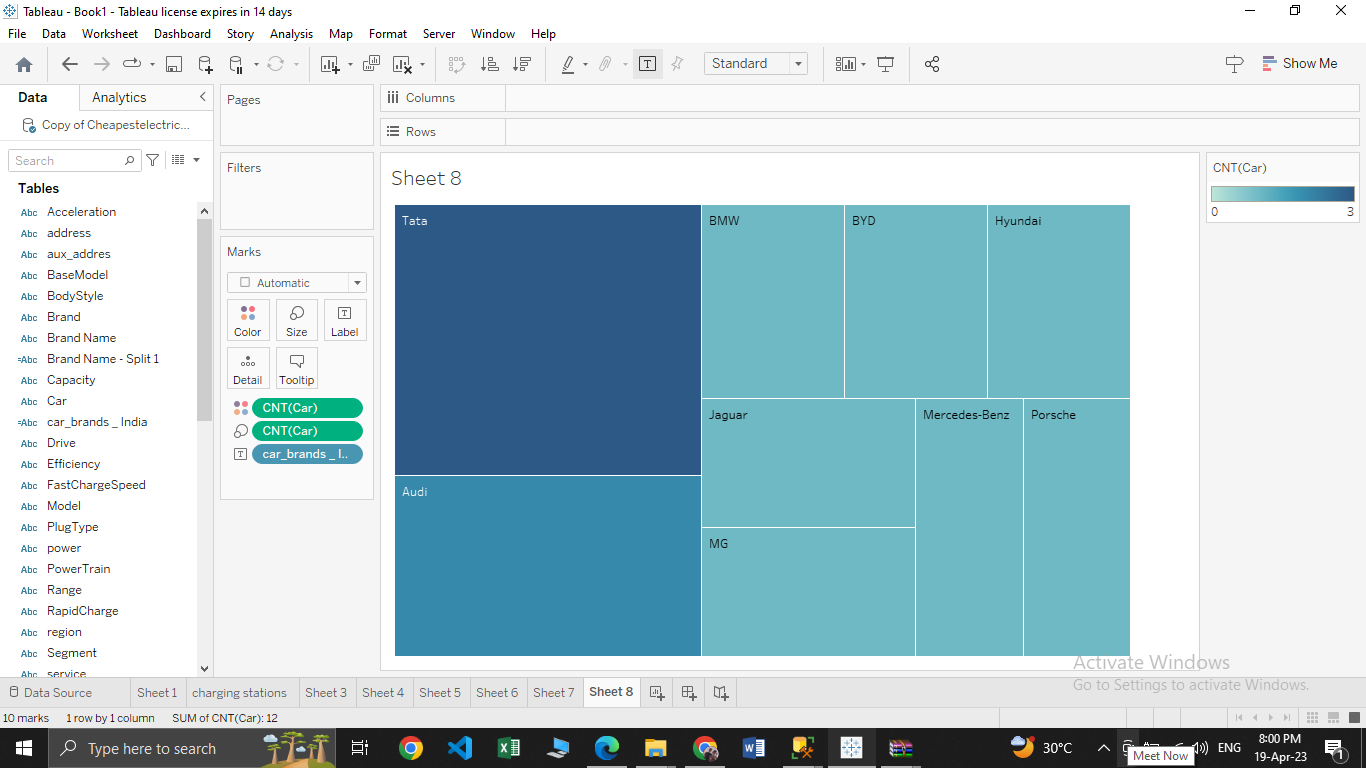 Tableau - Book1 - Tableau license expires in 14 days
File Data Worksheet Dashboard Story Analysis Map Format Server Window Help
Standard
Show Me
Data Analytics
Copy of Cheapestelectric...
Search
Tables
Abc Acceleration
Abc address
Abc aux_addres
Abc BaseModel
Abc BodyStyle
Abc Brand
Abc Brand Name
=Abc Brand Name - Split 1
Abc Capacity
Abc Car
=Abc car_brands _ India
Abc Drive
Abc Efficiency
Abc FastChargeSpeed
Abc Model
Abc PlugType
Abc power
Abc PowerTrain
Abc Range
Abc RapidCharge
Abc region
Abc Segment
Abc service
Pages
Filters
Marks
Automatic
Color Size Label
Detail Tooltip
CNT(Car)
CNT(Car)
T car_brands _ I..
Columns
Rows
Sheet 8
Tata
BMW
BYD
Hyundai
Audi
Jaguar
Mercedes-Benz
Porsche
MG
CNT(Car)
0 3
Activate Windows
Go to Settings to activate Windows.
Data Source Sheet 1 charging stations Sheet 3 Sheet 4 Sheet 5 Sheet 6 Sheet 7 Sheet 8
10 marks 1 row by 1 column SUM of CNT(Car): 12
Type here to search
30°C
ENG
8:00 PM
19-Apr-23
1
Meet Now